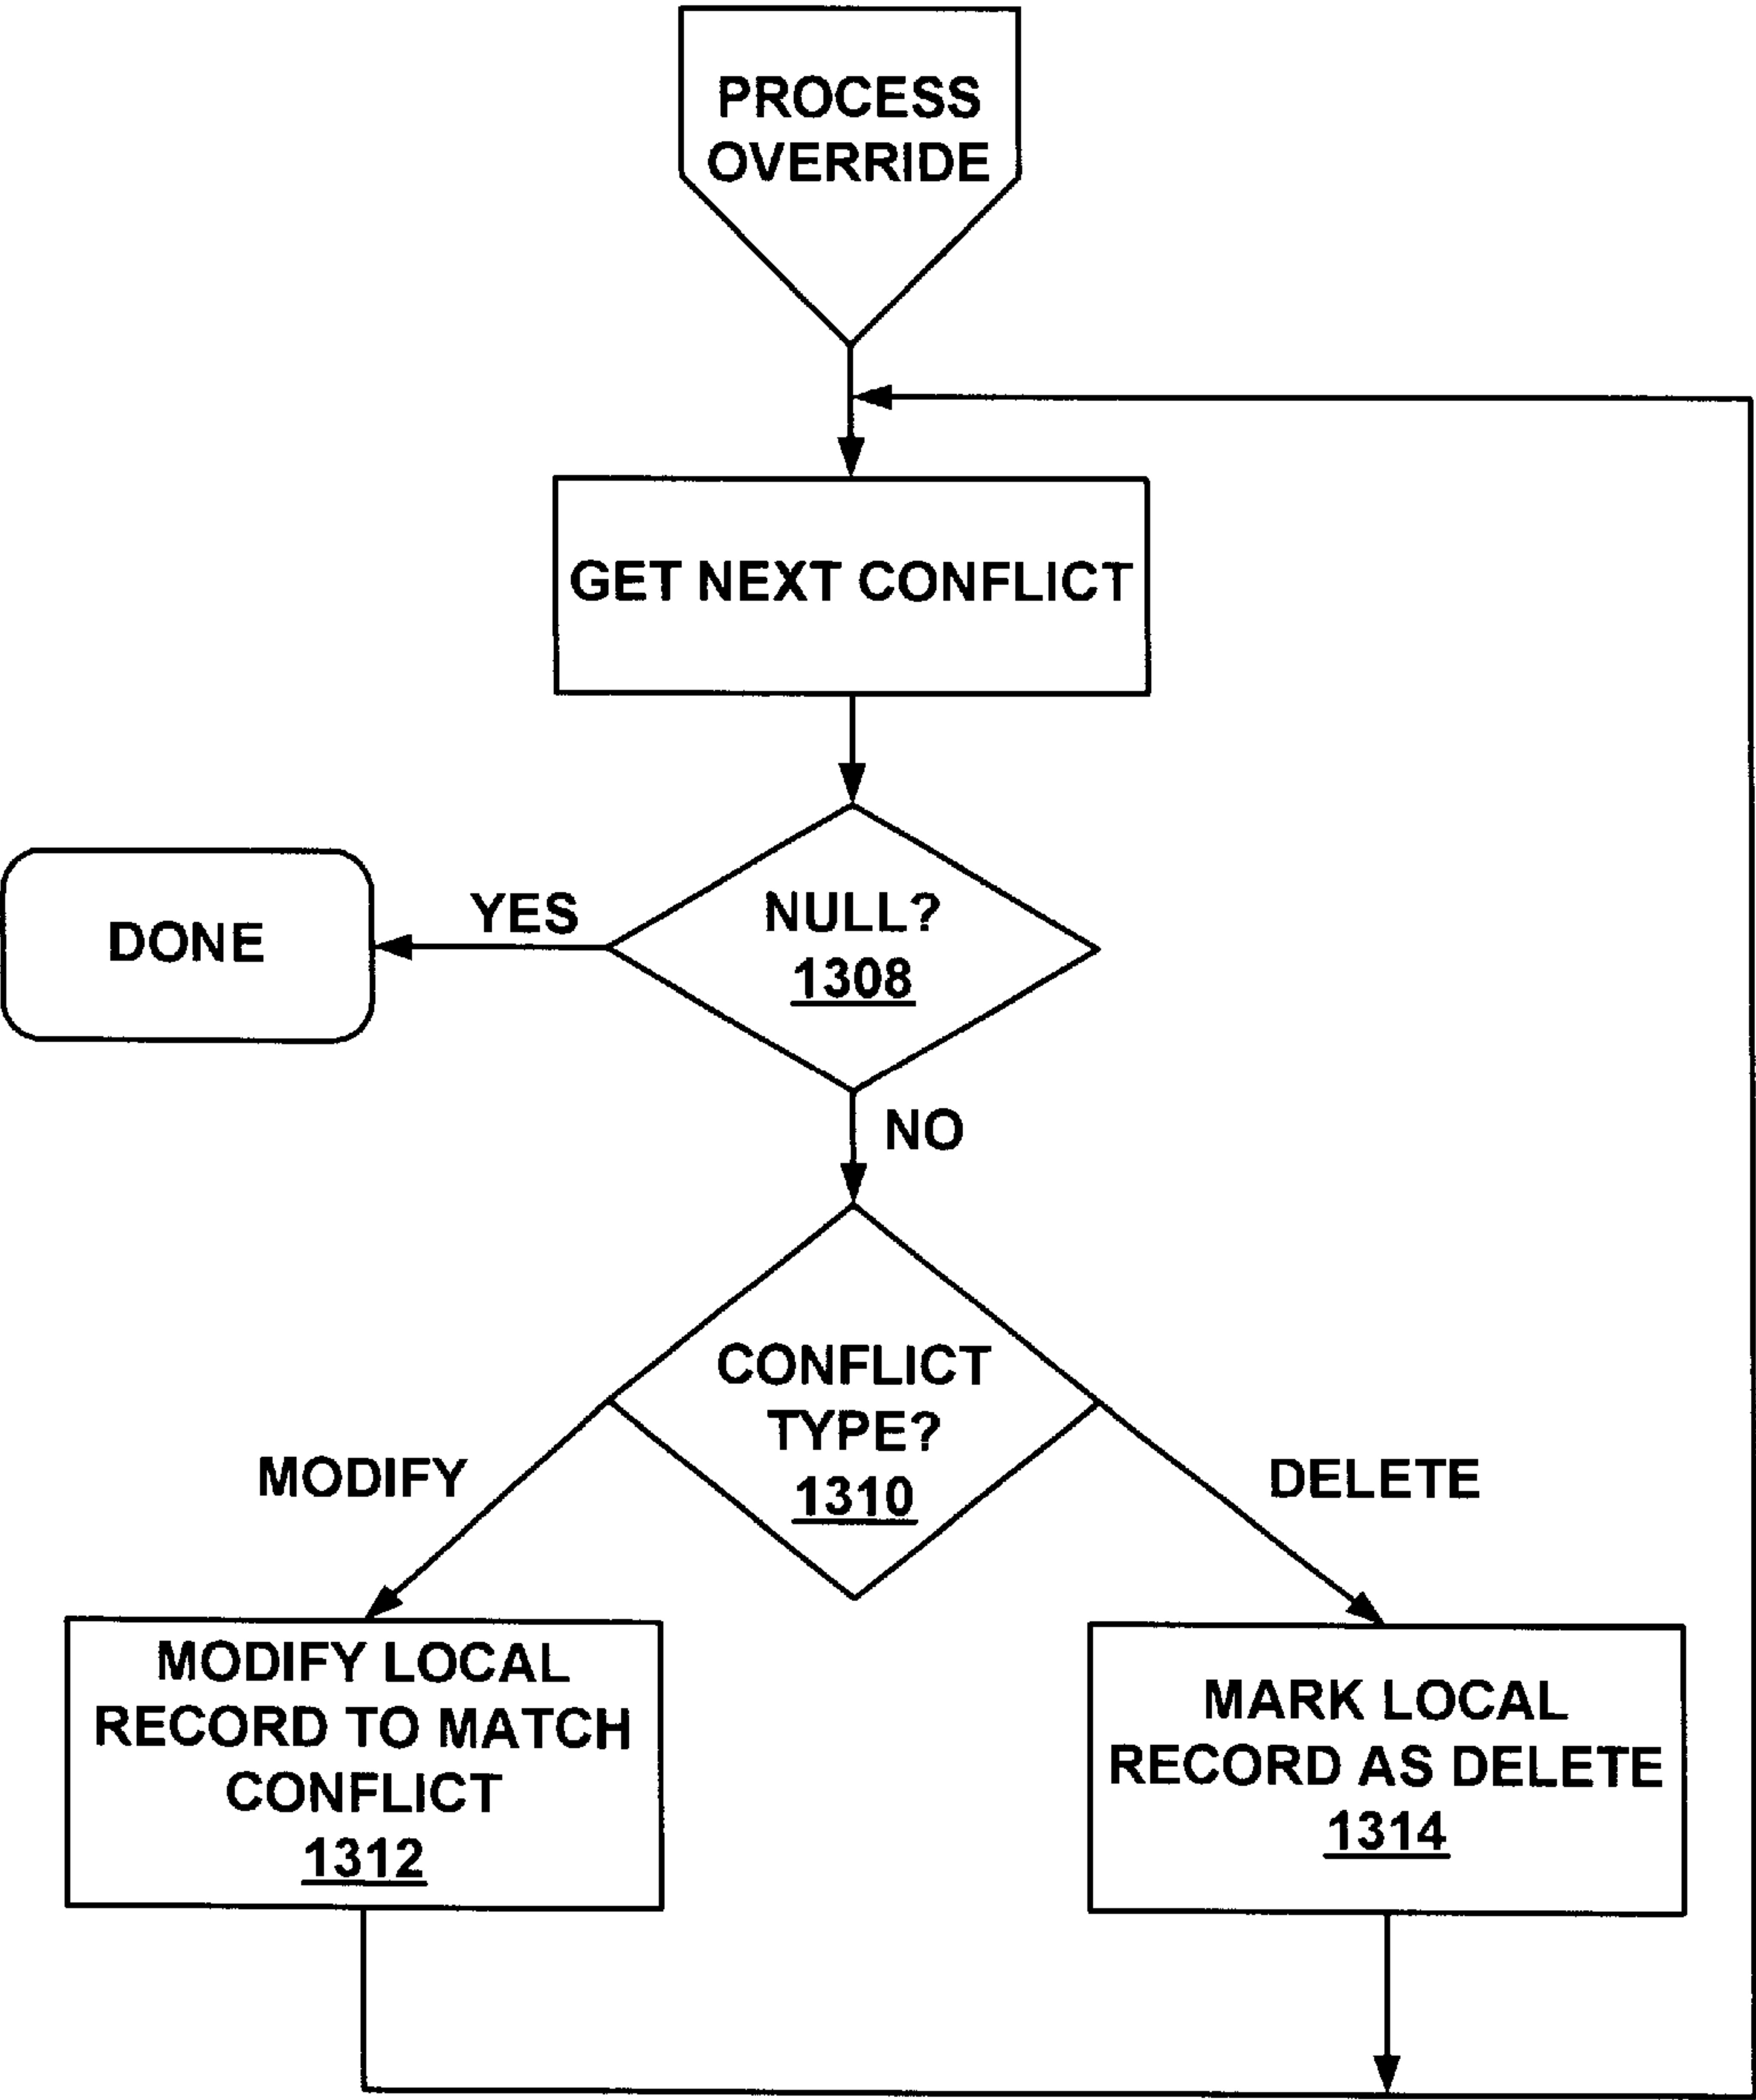 PROCESS
OVERRIDE
GET NEXT CONFLICT
DONE
YES
NULL?
1308
NO
CONFLICT
TYPE?
1310
MODIFY
DELETE
MODIFY LOCAL
RECORD TO MATCH
CONFLICT
1312
MARK LOCAL
RECORD AS DELETE
1314